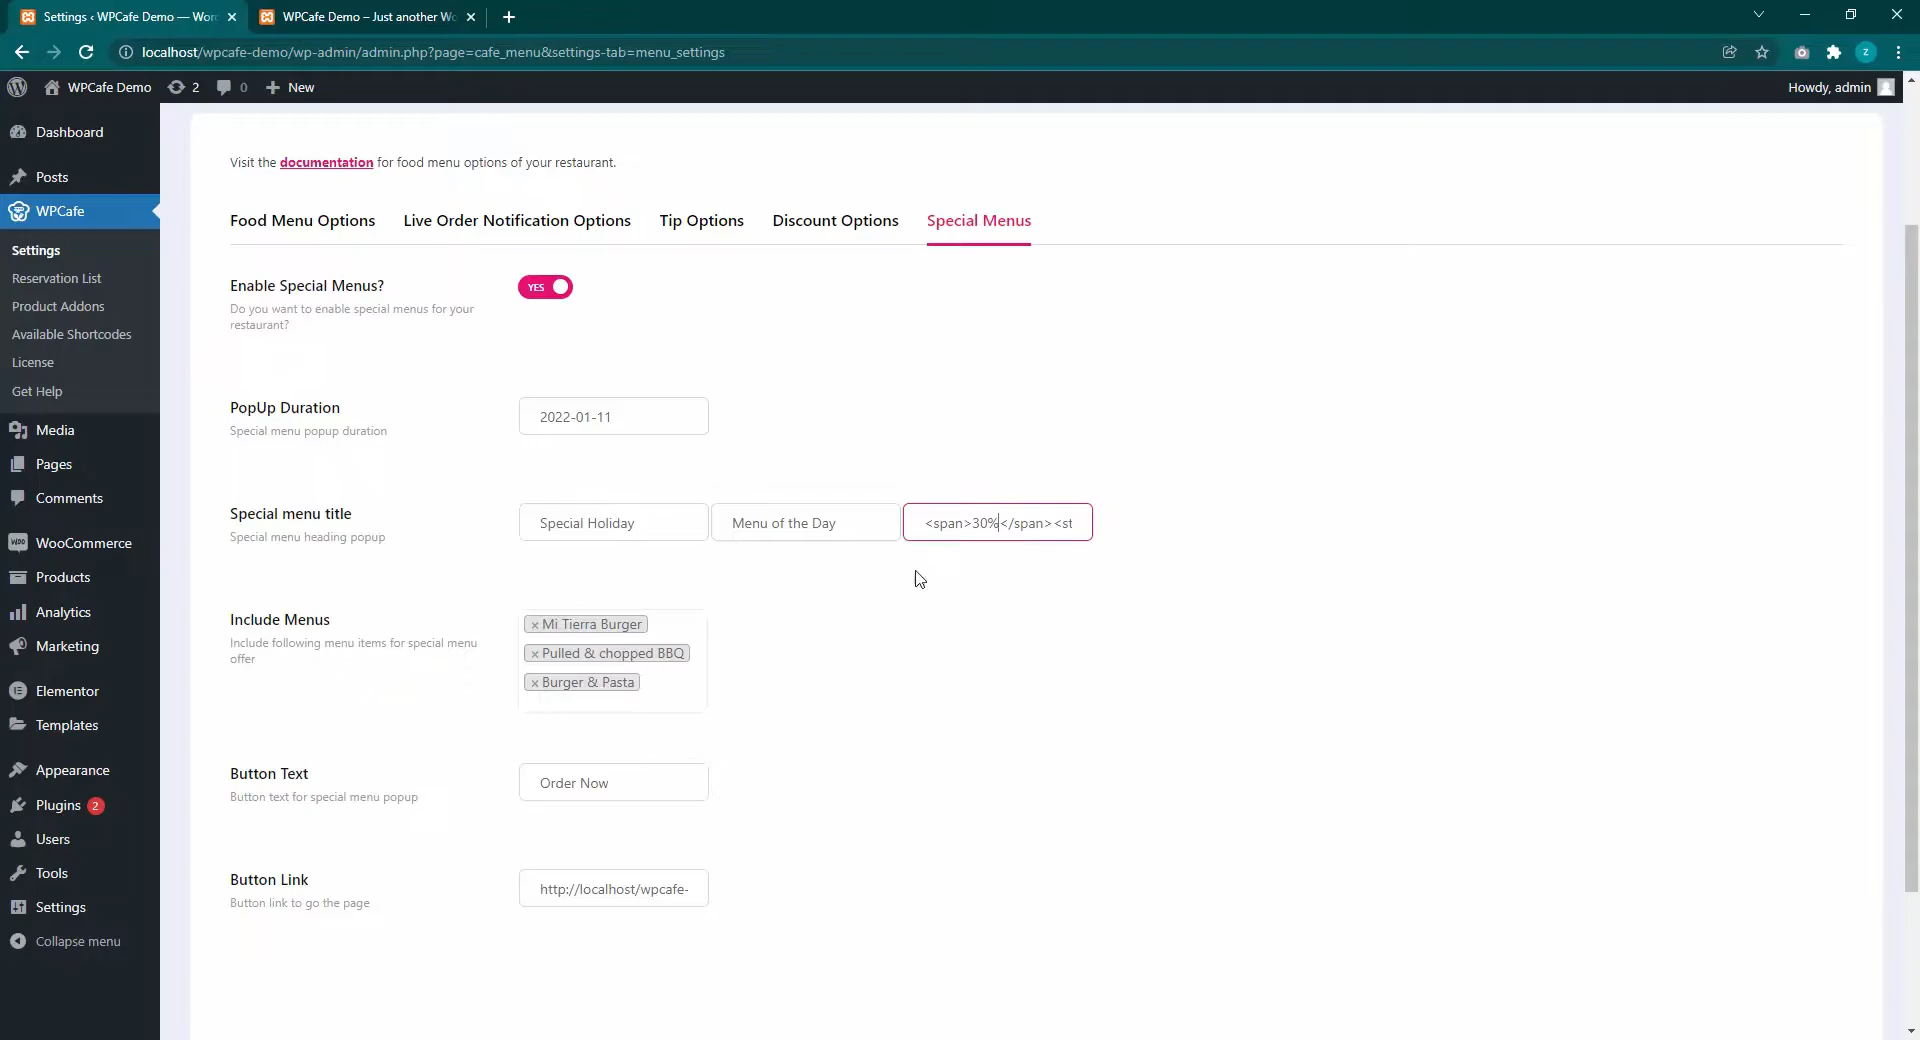 Settings ‹ WPCafe Demo — Wor
WPCafe Demo – Just another Wo
localhost/wpcafe-demo/wp-admin/admin.php?page=cafe_menu&settings-tab=menu_settings
z
WPCafe Demo
2
0
New
Howdy, admin
Dashboard
Posts
WPCafe
Settings
Reservation List
Product Addons
Available Shortcodes
License
Get Help
Media
Pages
Comments
WooCommerce
Products
Analytics
Marketing
Elementor
Templates
Appearance
Plugins 2
Users
Tools
Settings
Collapse menu
Visit the documentation for food menu options of your restaurant.
Food Menu Options
Live Order Notification Options
Tip Options
Discount Options
Special Menus
Enable Special Menus?
Do you want to enable special menus for your
restaurant?
YES
PopUp Duration
Special menu popup duration
2022-01-11
Special menu title
Special menu heading popup
Special Holiday
Menu of the Day
<span>30%</span><st
Include Menus
Include following menu items for special menu
offer
× Mi Tierra Burger
× Pulled & chopped BBQ
× Burger & Pasta
Button Text
Button text for special menu popup
Order Now
Button Link
Button link to go the page
http://localhost/wpcafe-